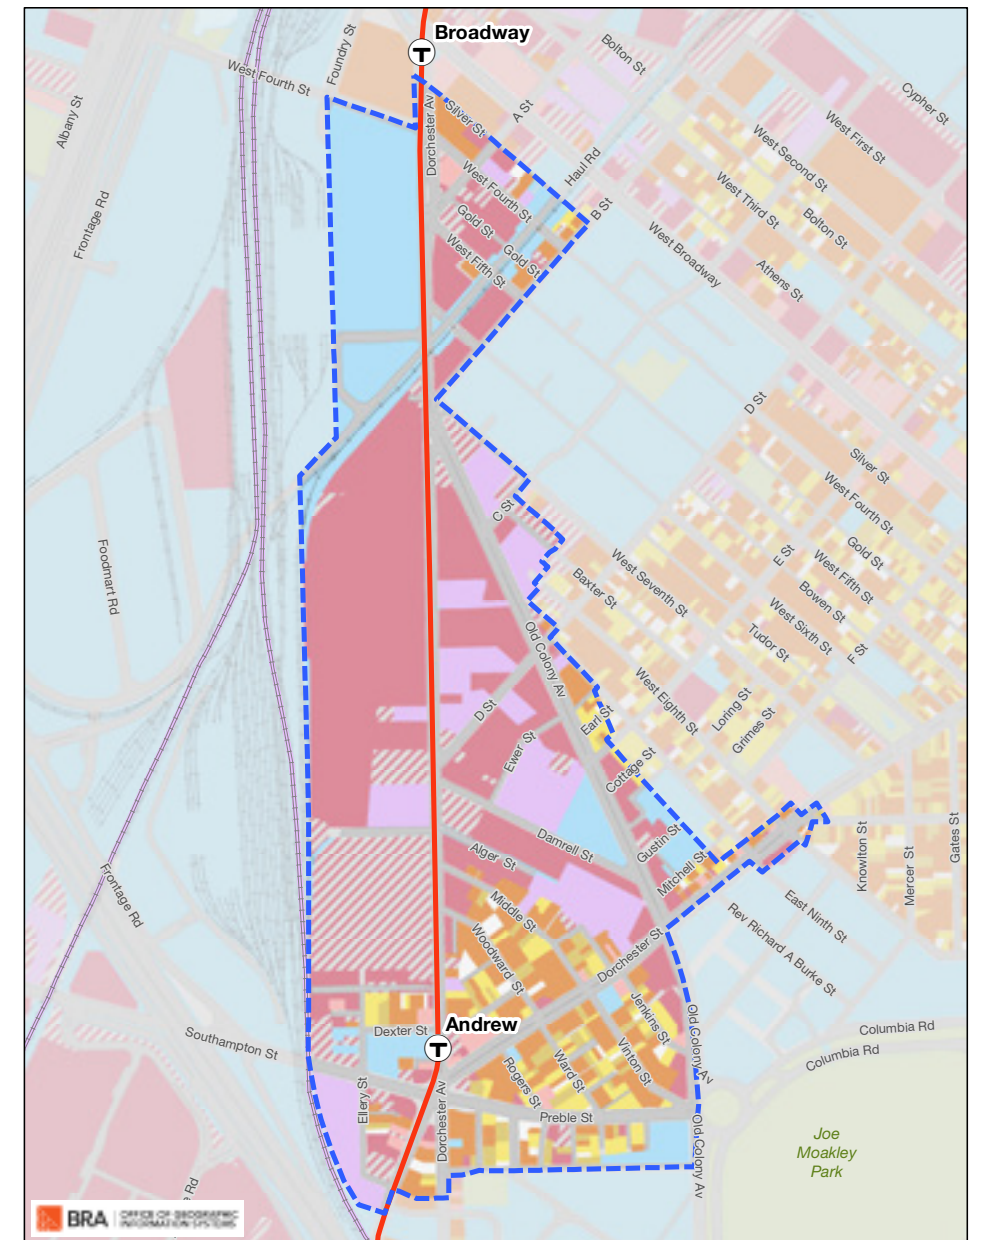 Broadway
T
Foundry St
West Fourth St
Albany St
Frontage Rd
Dorchester Av
Silver St
A St
Bolton St
Cypher St
West First St
West Second St
West Third St
Bolton St
Haul Rd
B St
West Fourth St
Gold St
West Fifth St
Gold St
West Broadway
Athens St
D St
Silver St
West Fourth St
Gold St
West Fifth St
Bowen St
West Sixth St
Tudor St
E St
F St
C St
West Seventh St
Baxter St
Foodmart Rd
Old Colony Av
West Eighth St
Loring St
Grimes St
D St
Earl St
Ewer St
Cottage St
Damrell St
Gustin St
Mitchell St
Alger St
Middle St
Woodward St
Dorchester St
Knowlton St
Mercer St
Gates St
East Ninth St
Rev Richard A Burke St
Frontage Rd
Southampton St
Dexter St
Andrew
T
Jenkins St
Vinton St
Ward St
Rogers St
Old Colony Av
Columbia Rd
Columbia Rd
Ellery St
Dorchester Av
Preble St
Old Colony Av
Joe
Moakley
Park
Rd
BRA
OFFICE OF GEOGRAPHIC
INFORMATION SYSTEMS